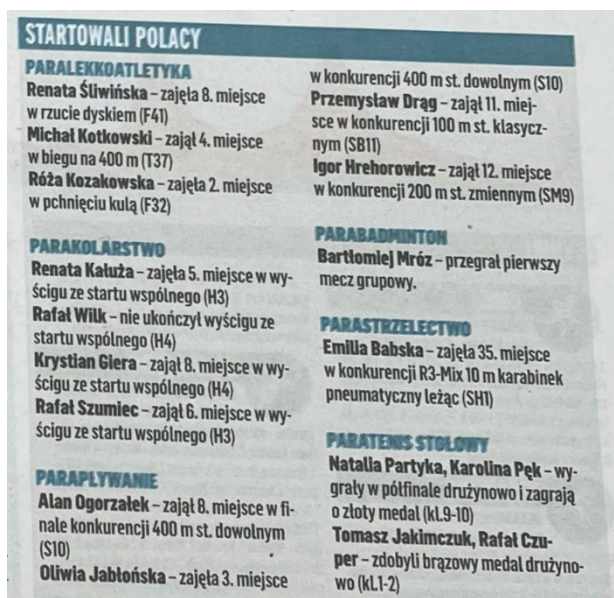 STARTOWALI POLACY
PARALEKKOATLETYKA
Renata Śliwińska – zajęła 8. miejsce
w rzucie dyskiem (F41)
Michał Kotkowski – zajął 4. miejsce
w biegu na 400 m (T37)
Róża Kozakowska – zajęła 2. miejsce
w pchnięciu kulą (F32)
PARAKOLARSTWO
Renata Kałuża – zajęła 5. miejsce w wy-
ścigu ze startu wspólnego (H3)
Rafał Wilk – nie ukończył wyścigu ze
startu wspólnego (H4)
Krystian Giera – zajął 8. miejsce w wy-
ścigu ze startu wspólnego (H4)
Rafał Szumiec – zajął 6. miejsce w wy-
ścigu ze startu wspólnego (H3)
PARAPŁYWANIE
Alan Ogorzałek – zajął 8. miejsce w fi-
nale konkurencji 400 m st. dowolnym
(S10)
Oliwia Jabłońska – zajęła 3. miejsce
w konkurencji 400 m st. dowolnym (S10)
Przemysław Drąg – zajął 11. miej-
sce w konkurencji 100 m st. klasycz-
nym (SB11)
Igor Hrehorowicz – zajął 12. miejsce
w konkurencji 200 m st. zmiennym (SM9)
PARABADMINTON
Bartłomiej Mróz – przegrał pierwszy
mecz grupowy.
PARASTRZELECTWO
Emilia Babska – zajęła 35. miejsce
w konkurencji R3-Mix 10 m karabinek
pneumatyczny leżąc (SH1)
PARATENIS STOŁOWY
Natalia Partyka, Karolina Pęk – wy-
grały w półfinale drużynowo i zagrają
o złoty medal (kl.9-10)
Tomasz Jakimczuk, Rafał Czu-
per – zdobyli brązowy medal drużyno-
wo (kl.1-2)